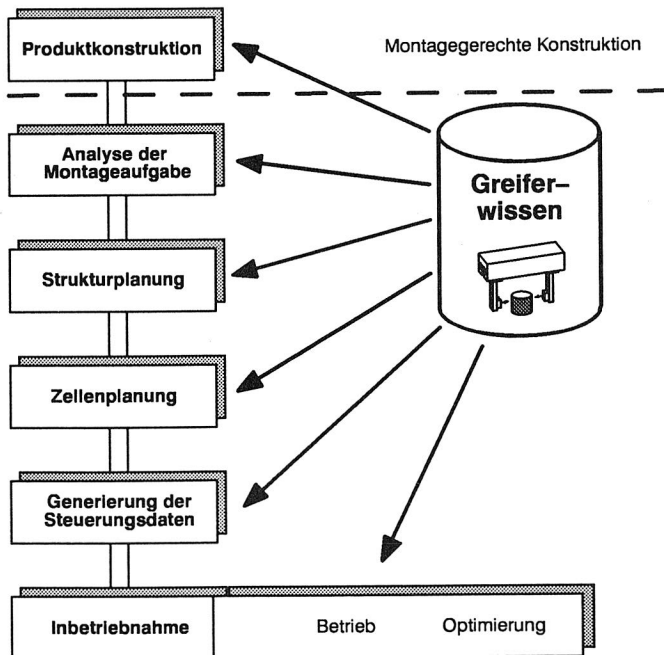 Produktkonstruktion
Montagegerechte Konstruktion
Analyse der
Montageaufgabe
Greifer–
wissen
Strukturplanung
Zellenplanung
Generierung der
Steuerungsdaten
Inbetriebnahme
Betrieb
Optimierung